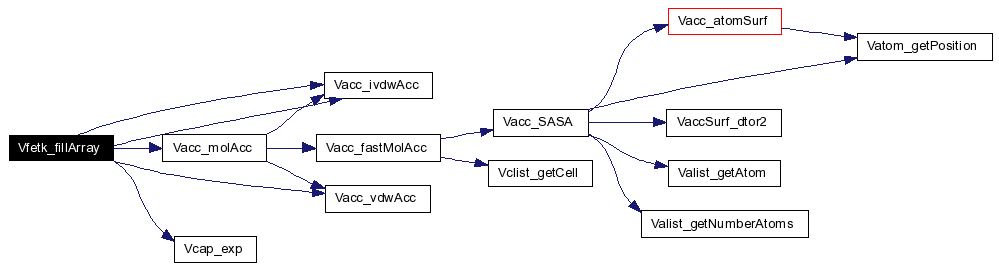 Vacc_atomSurf
Vatom_getPosition
Vacc_ivdwAcc
Vacc_SASA
VaccSurf_dtor2
Vfetk_fillArray
Vacc_molAcc
Vacc_fastMolAcc
Vclist_getCell
Valist_getAtom
Vacc_vdwAcc
Valist_getNumberAtoms
Vcap_exp